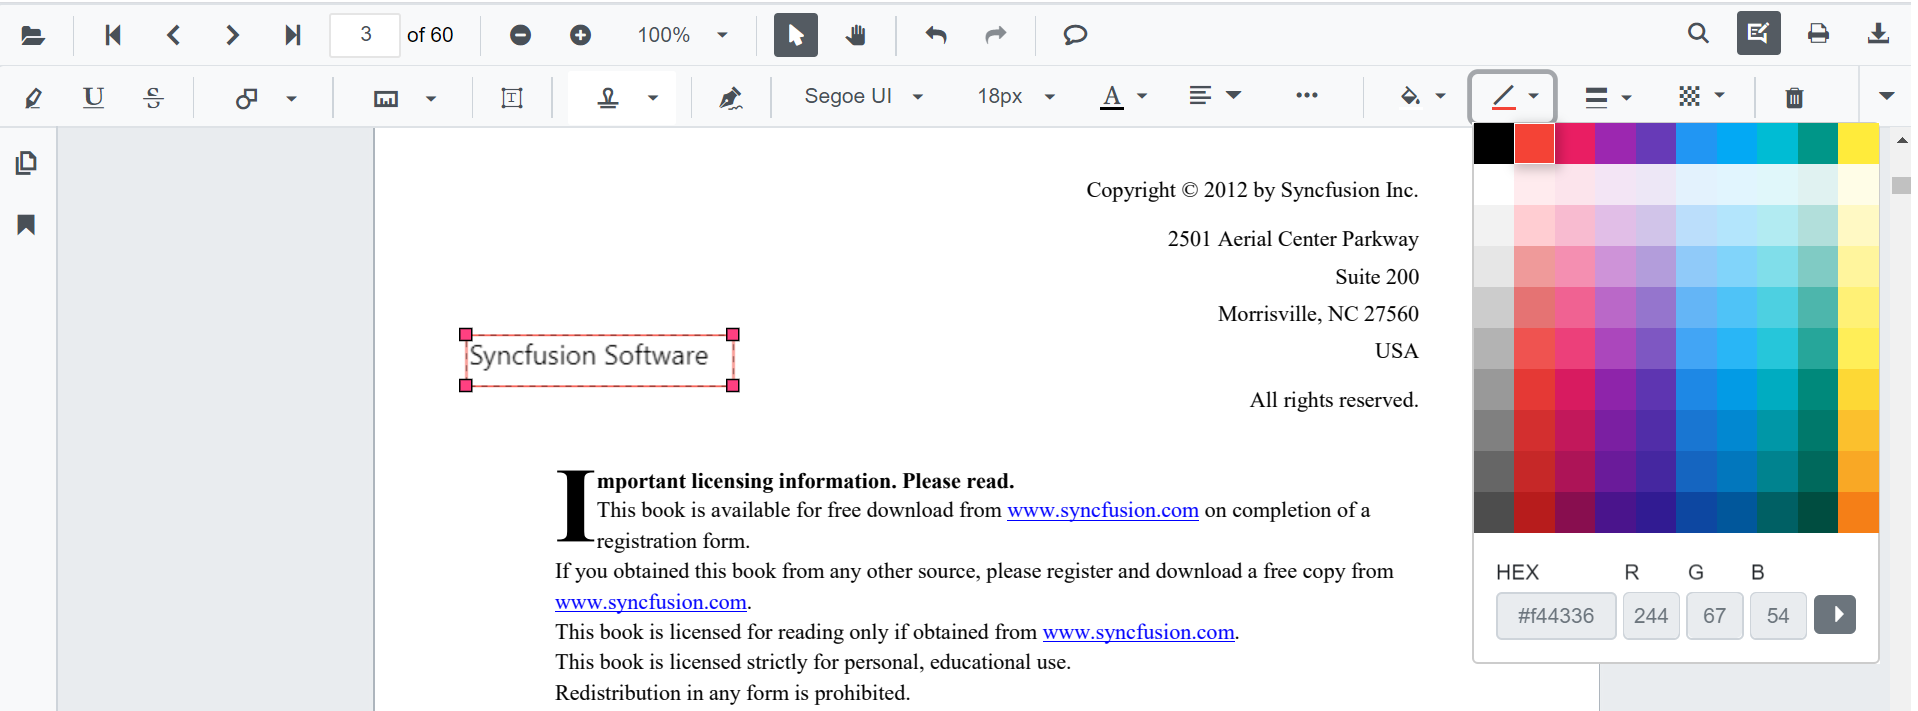 3 of 60 100%
U S T Segoe UI 18px A
Copyright © 2012 by Syncfusion Inc.
2501 Aerial Center Parkway
Suite 200
Morrisville, NC 27560
USA
All rights reserved.
Syncfusion Software
Important licensing information. Please read.
This book is available for free download from www.syncfusion.com on completion of a
registration form.
If you obtained this book from any other source, please register and download a free copy from
www.syncfusion.com.
This book is licensed for reading only if obtained from www.syncfusion.com.
This book is licensed strictly for personal, educational use.
Redistribution in any form is prohibited.
HEX R G B
#f44336 244 67 54